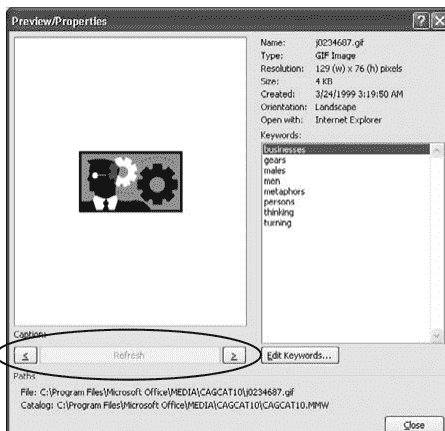 Preview/Properties
Name: j0234687.gif
Type: GIF Image
Resolution: 129 (w) x 76 (h) pixels
Size: 4 KB
Created: 3/24/1999 3:19:50 AM
Orientation: Landscape
Open with: Internet Explorer
Keywords:
businesses
gears
males
men
metaphors
persons
thinking
turning
Caption:
< Refresh > Edit Keywords...
Paths
File: C:\Program Files\Microsoft Office\MEDIA\CAGCAT10\j0234687.gif
Catalog: C:\Program Files\Microsoft Office\MEDIA\CAGCAT10\CAGCAT10.MMW
Close